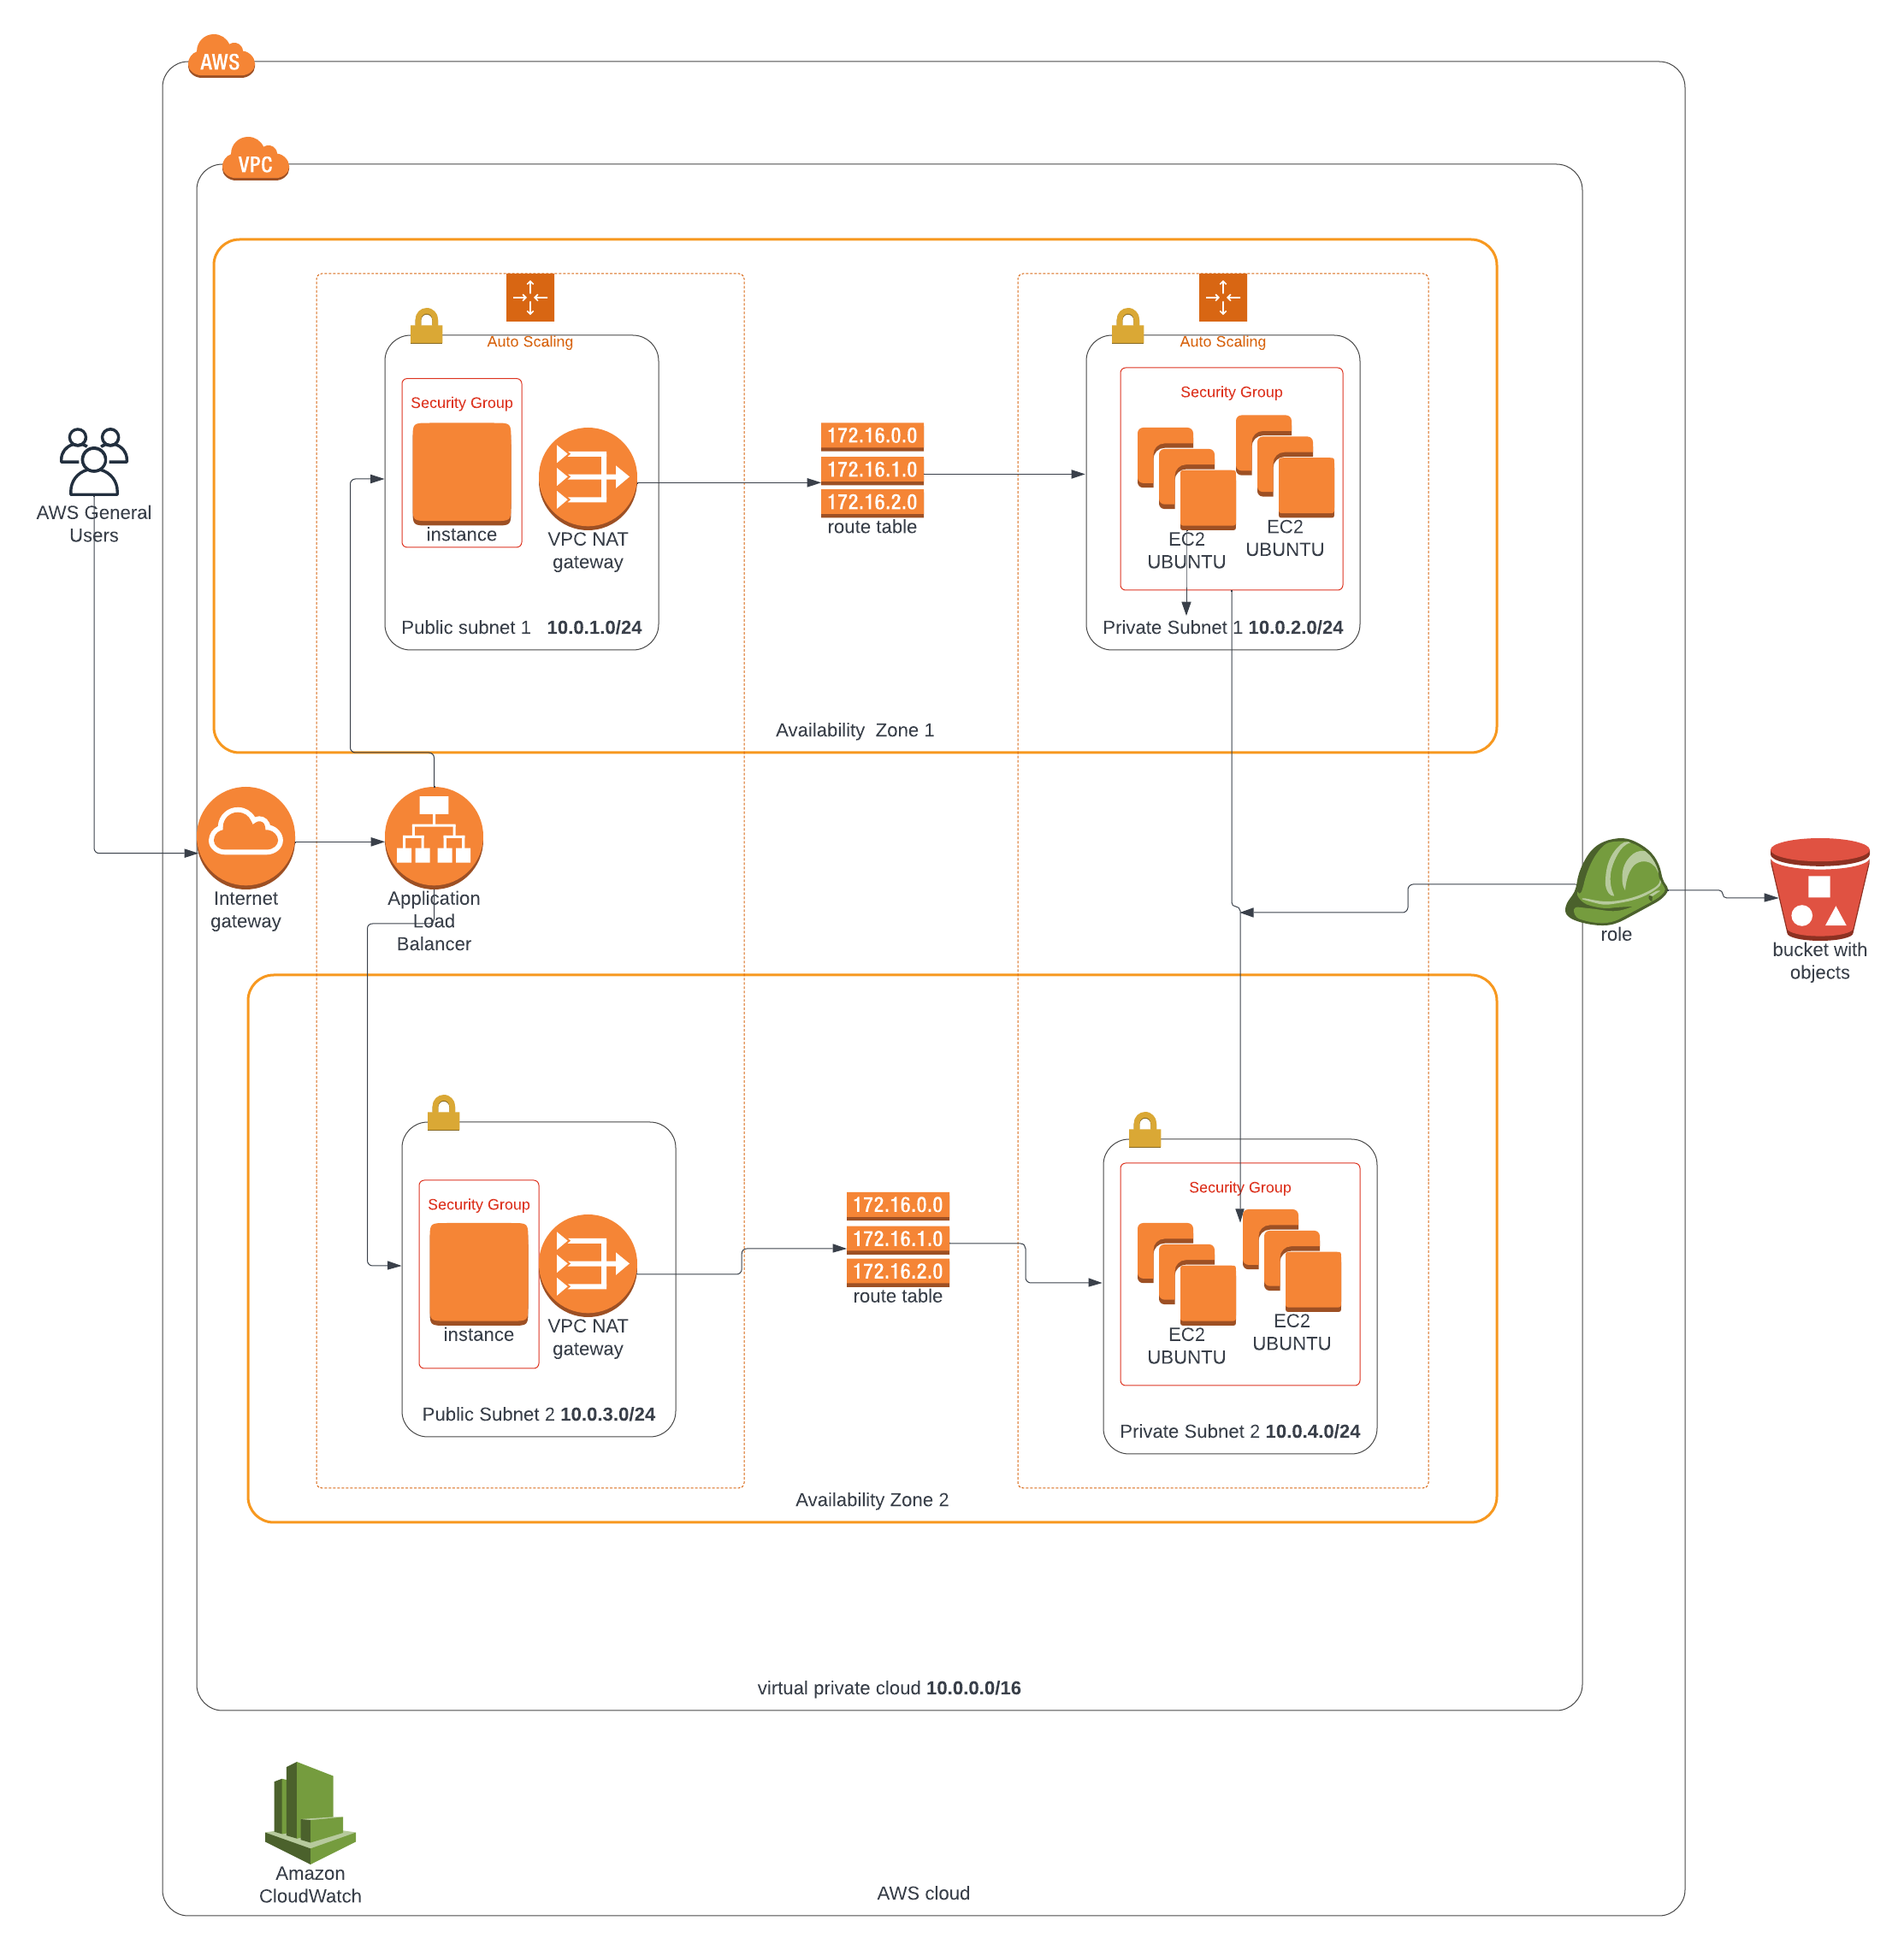 AWS
VPC
Auto Scaling
Auto Scaling
Security Group
instance
VPC NAT
gateway
Public subnet 1 10.0.1.0/24
172.16.0.0
172.16.1.0
172.16.2.0
route table
Security Group
EC2
UBUNTU
EC2
UBUNTU
Private Subnet 1 10.0.2.0/24
AWS General
Users
Availability Zone 1
Internet
gateway
Application
Load
Balancer
role
bucket with
objects
Security Group
instance
VPC NAT
gateway
Public Subnet 2 10.0.3.0/24
172.16.0.0
172.16.1.0
172.16.2.0
route table
Security Group
EC2
UBUNTU
EC2
UBUNTU
Private Subnet 2 10.0.4.0/24
Availability Zone 2
virtual private cloud 10.0.0.0/16
Amazon
CloudWatch
AWS cloud